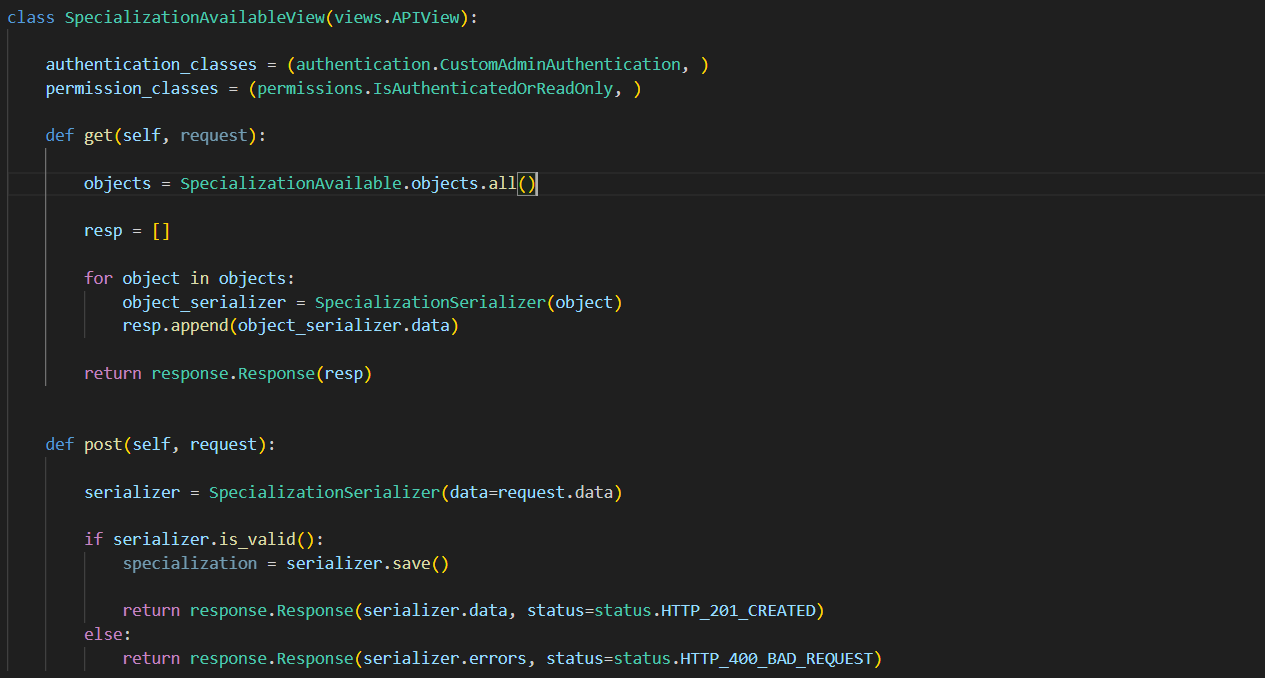 class SpecializationAvailableView(views.APIView):
    authentication_classes = (authentication.CustomAdminAuthentication, )
    permission_classes = (permissions.IsAuthenticatedOrReadOnly, )
    def get(self, request):
        objects = SpecializationAvailable.objects.all()
        resp = []
        for object in objects:
            object_serializer = SpecializationSerializer(object)
            resp.append(object_serializer.data)
        return response.Response(resp)
    def post(self, request):
        serializer = SpecializationSerializer(data=request.data)
        if serializer.is_valid():
            specialization = serializer.save()
            return response.Response(serializer.data, status=status.HTTP_201_CREATED)
        else:
            return response.Response(serializer.errors, status=status.HTTP_400_BAD_REQUEST)